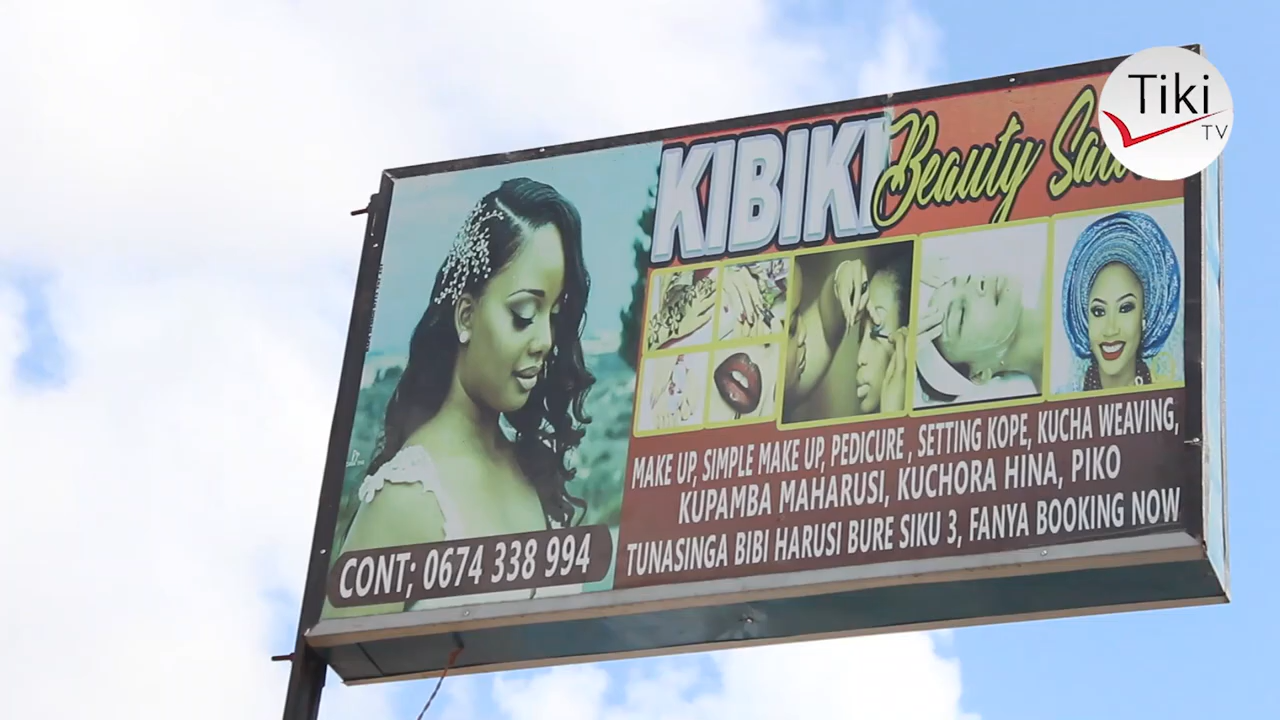 Tiki
TV
KIBIKI Beauty
MAKE UP, SIMPLE MAKE UP, PEDICURE , SETTING KOPE, KUCHA WEAVING,
KUPAMBA MAHARUSI, KUCHORA HINA, PIKO
TUNASINGA BIBI HARUSI BURE SIKU 3, FANYA BOOKING NOW
CONT; 0674 338 994